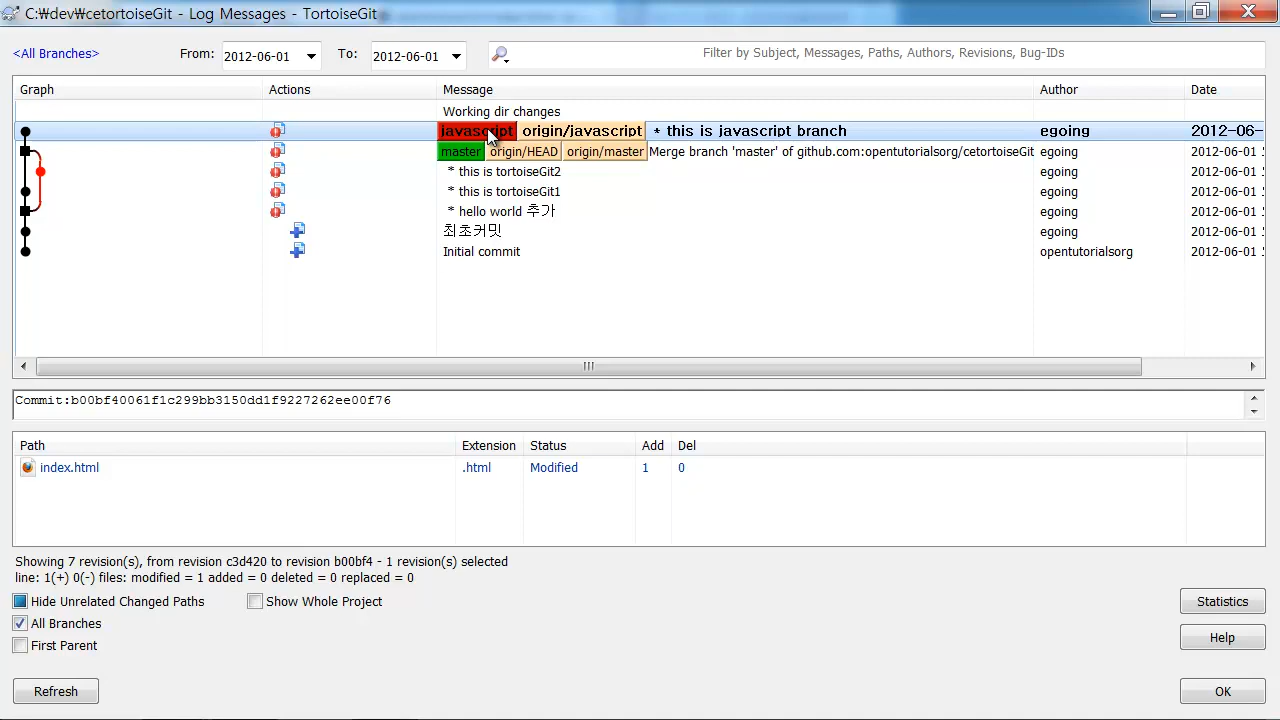 C:\dev\cetortoiseGit - Log Messages - TortoiseGit
<All Branches> From: 2012-06-01 To: 2012-06-01 Filter by Subject, Messages, Paths, Authors, Revisions, Bug-IDs
Graph Actions Message Author Date
Working dir changes
javascript origin/javascript * this is javascript branch egoing 2012-06-
master origin/HEAD origin/master Merge branch 'master' of github.com:opentutorialsorg/cetortoiseGit egoing 2012-06-01
* this is tortoiseGit2 egoing 2012-06-01
* this is tortoiseGit1 egoing 2012-06-01
* hello world 추가 egoing 2012-06-01
최초커밋 egoing 2012-06-01
Initial commit opentutorialsorg 2012-06-01
Commit:b00bf40061f1c299bb3150dd1f9227262ee00f76
Path Extension Status Add Del
index.html .html Modified 1 0
Showing 7 revision(s), from revision c3d420 to revision b00bf4 - 1 revision(s) selected
line: 1(+) 0(-) files: modified = 1 added = 0 deleted = 0 replaced = 0
Hide Unrelated Changed Paths Show Whole Project Statistics
All Branches
Help
First Parent
Refresh OK